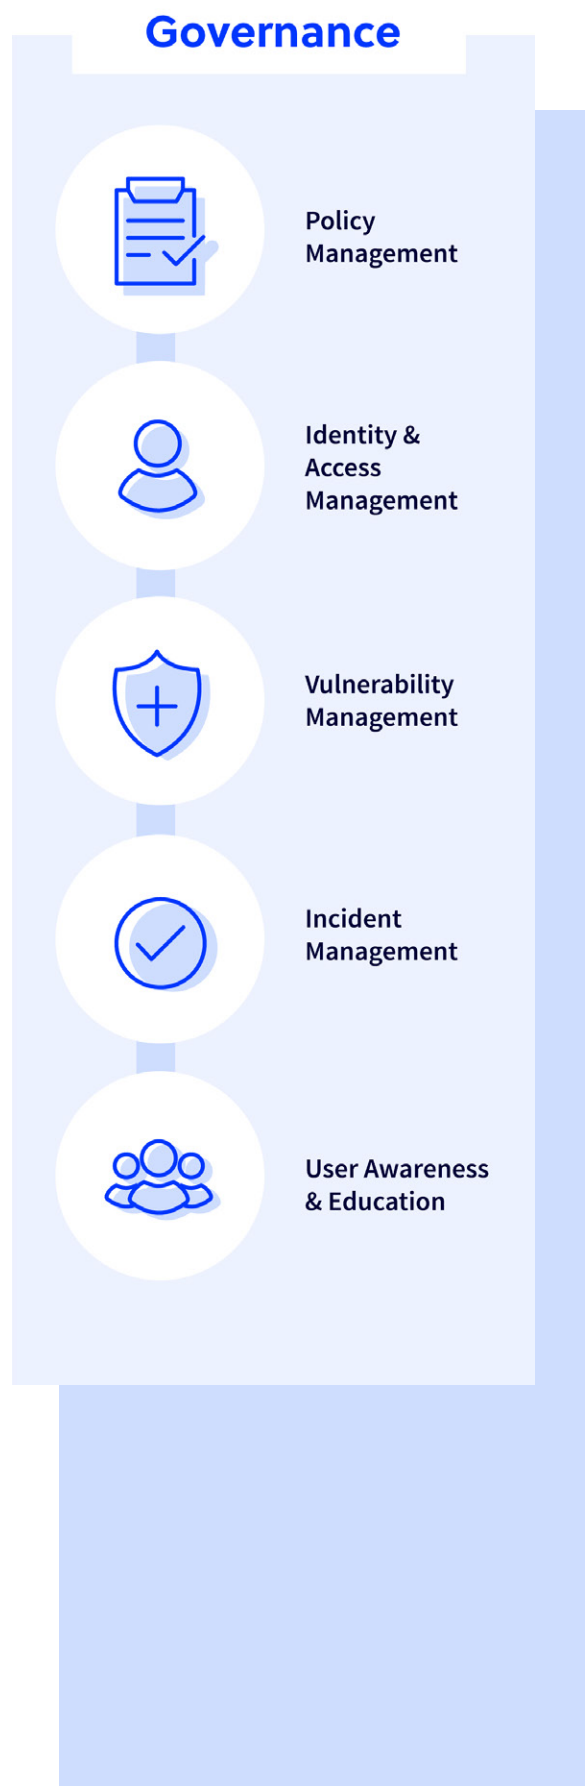 Governance
Policy
Management
Identity &
Access
Management
Vulnerability
Management
Incident
Management
User Awareness
& Education